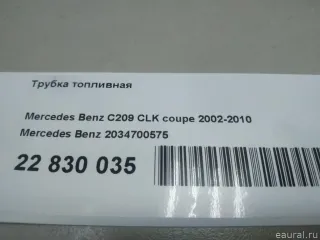 Трубка топливная
Mercedes Benz C209 CLK coupe 2002-2010
Mercedes Benz 2034700575
22 830 035
eaural.ru